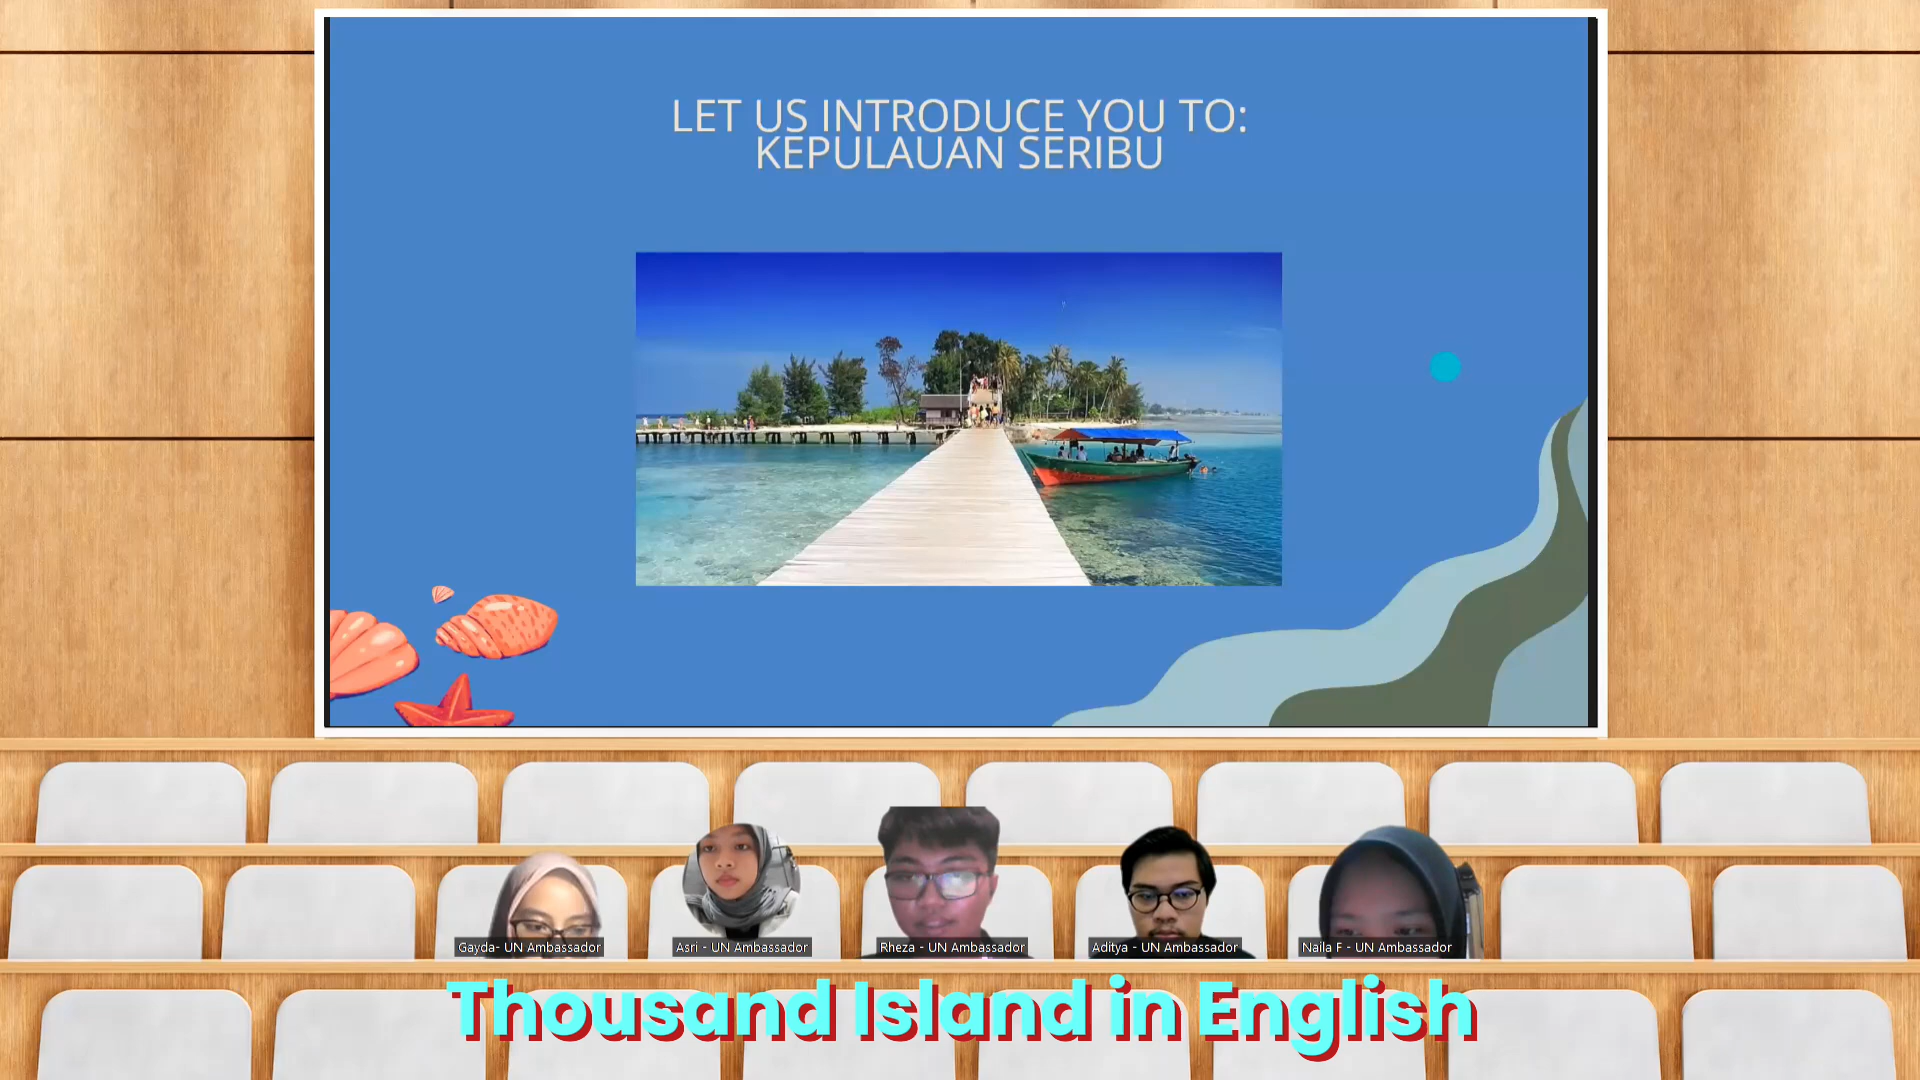 LET US INTRODUCE YOU TO:
KEPULAUAN SERIBU
Gayda- UN Ambassador
Asri - UN Ambassador
Rheza - UN Ambassador
Aditya - UN Ambassador
Naila F - UN Ambassador
Thousand Island in English